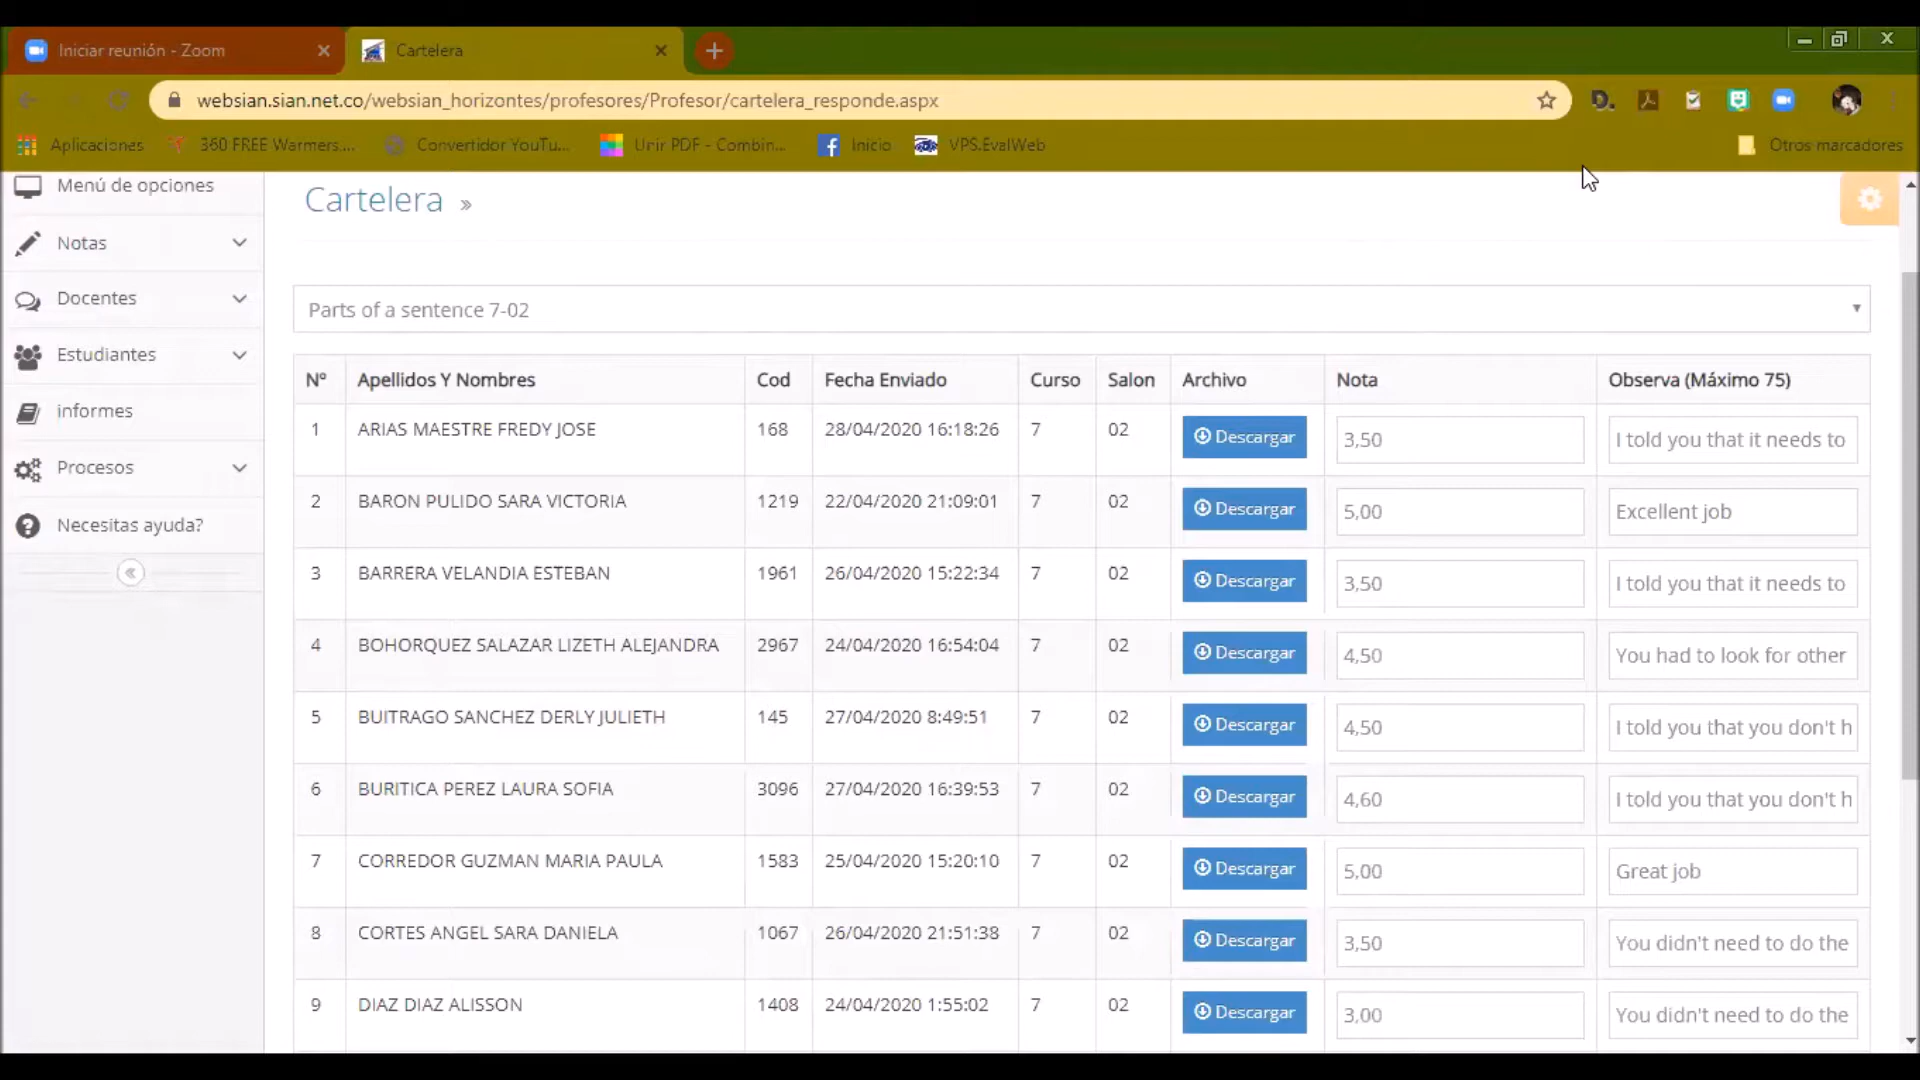 Iniciar reunión - Zoom
Cartelera
websian.sian.net.co/websian_horizontes/profesores/Profesor/cartelera_responde.aspx
Aplicaciones
360 FREE Warmers,...
Convertidor YouTu...
Unir PDF - Combin...
Inicio
VPS.EvalWeb
Otros marcadores
Menú de opciones
Notas
Docentes
Estudiantes
informes
Procesos
Necesitas ayuda?
Cartelera »
Parts of a sentence 7-02
Nº Apellidos Y Nombres Cod Fecha Enviado Curso Salon Archivo Nota Observa (Máximo 75)
1 ARIAS MAESTRE FREDY JOSE 168 28/04/2020 16:18:26 7 02 Descargar 3,50 I told you that it needs to
2 BARON PULIDO SARA VICTORIA 1219 22/04/2020 21:09:01 7 02 Descargar 5,00 Excellent job
3 BARRERA VELANDIA ESTEBAN 1961 26/04/2020 15:22:34 7 02 Descargar 3,50 I told you that it needs to
4 BOHORQUEZ SALAZAR LIZETH ALEJANDRA 2967 24/04/2020 16:54:04 7 02 Descargar 4,50 You had to look for other
5 BUITRAGO SANCHEZ DERLY JULIETH 145 27/04/2020 8:49:51 7 02 Descargar 4,50 I told you that you don't h
6 BURITICA PEREZ LAURA SOFIA 3096 27/04/2020 16:39:53 7 02 Descargar 4,60 I told you that you don't h
7 CORREDOR GUZMAN MARIA PAULA 1583 25/04/2020 15:20:10 7 02 Descargar 5,00 Great job
8 CORTES ANGEL SARA DANIELA 1067 26/04/2020 21:51:38 7 02 Descargar 3,50 You didn't need to do the
9 DIAZ DIAZ ALISSON 1408 24/04/2020 1:55:02 7 02 Descargar 3,00 You didn't need to do the